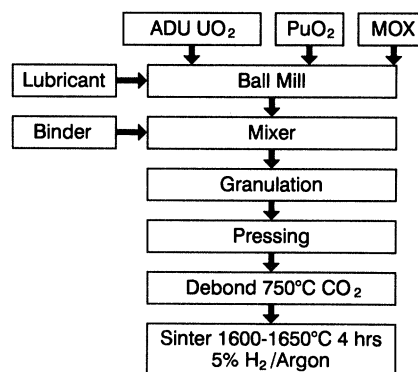 ADU UO₂
PuO₂
MOX
Lubricant
Ball Mill
Binder
Mixer
Granulation
Pressing
Debond 750°C CO₂
Sinter 1600-1650°C 4 hrs
5% H₂/Argon